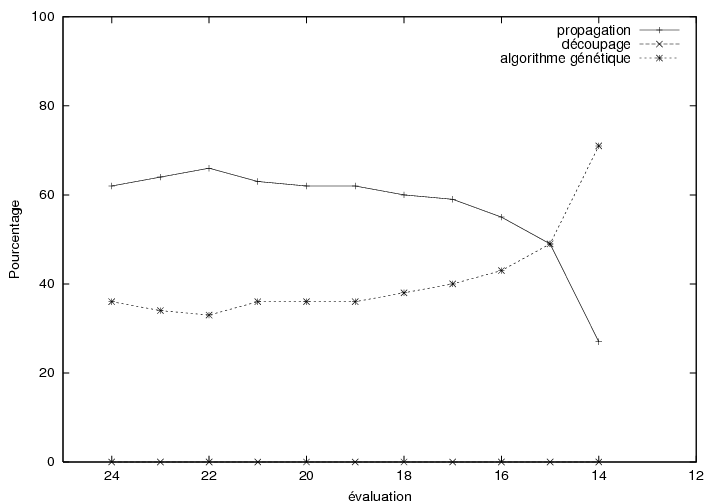 100
80
60
40
20
0
Pourcentage
propagation
découpage
algorithme génétique
24 22 20 18 16 14 12
évaluation